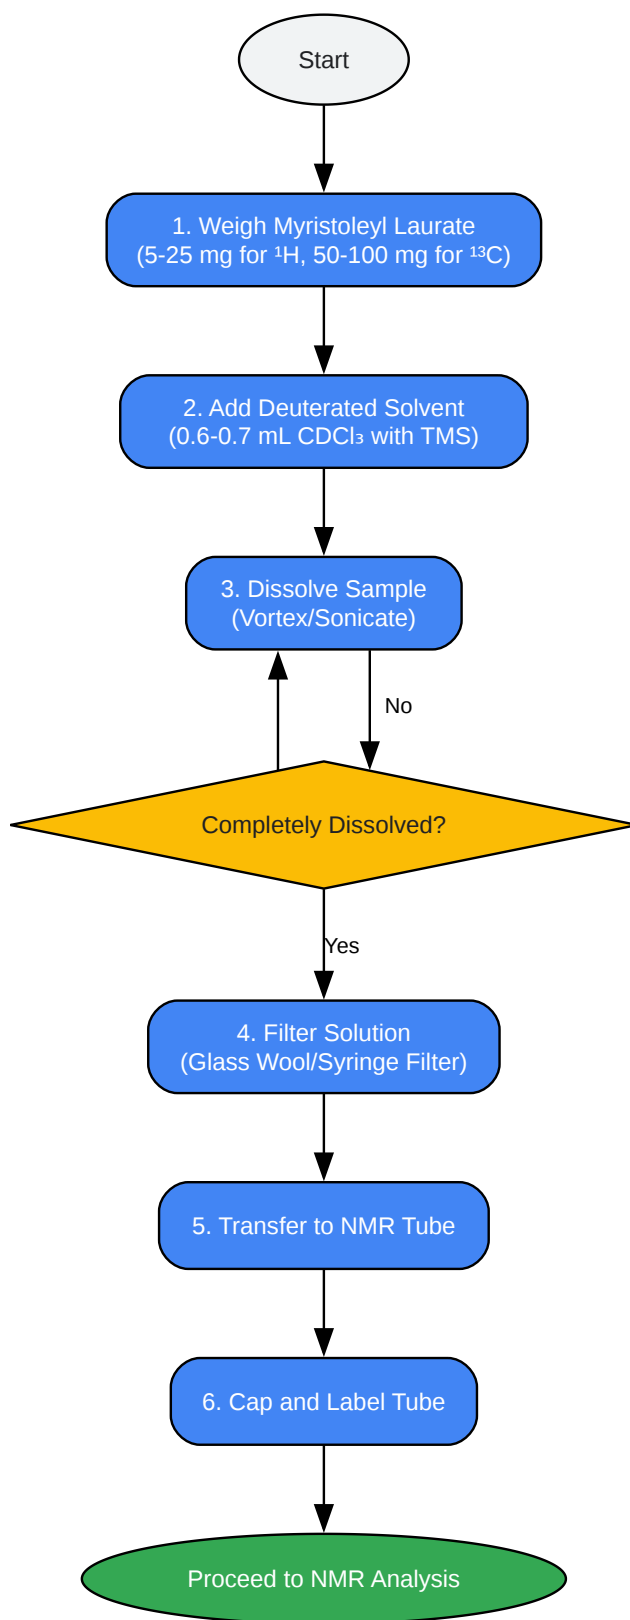 Start
1. Weigh Myristoleyl Laurate
(5-25 mg for ¹H, 50-100 mg for ¹³C)
2. Add Deuterated Solvent
(0.6-0.7 mL CDCl₃ with TMS)
3. Dissolve Sample
(Vortex/Sonicate)
No
Completely Dissolved?
Yes
4. Filter Solution
(Glass Wool/Syringe Filter)
5. Transfer to NMR Tube
6. Cap and Label Tube
Proceed to NMR Analysis